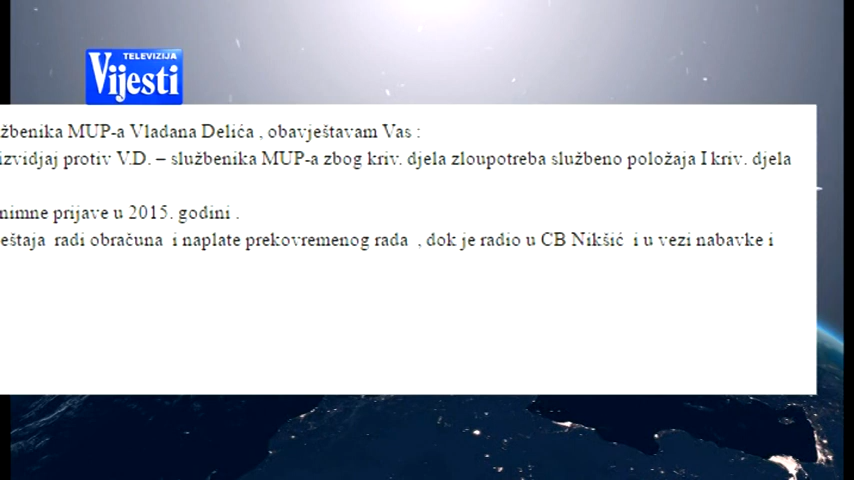 TELEVIZIJA
Vijesti
žbenika MUP-a Vladana Delića , obavještavam Vas :
izvidjaj protiv V.D. – službenika MUP-a zbog kriv. djela zloupotreba službeno položaja I kriv. djela
nimne prijave u 2015. godini .
eštaja radi obračuna i naplate prekovremenog rada , dok je radio u CB Nikšić i u vezi nabavke i